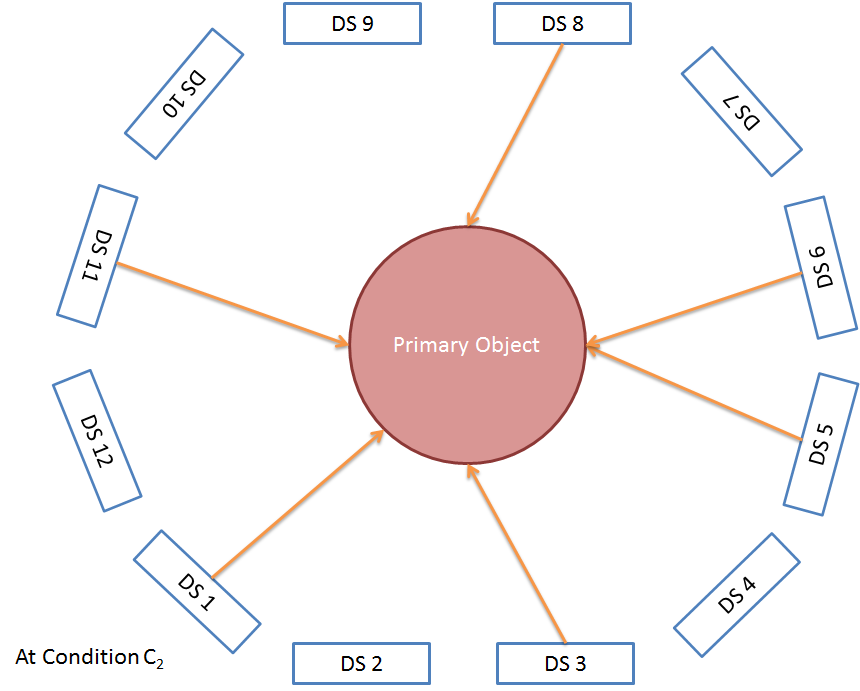 DS 9
DS 8
DS 10
DS 7
DS 11
DS 6
Primary Object
DS 12
DS 5
DS 1
DS 4
At Condition C₂
DS 2
DS 3